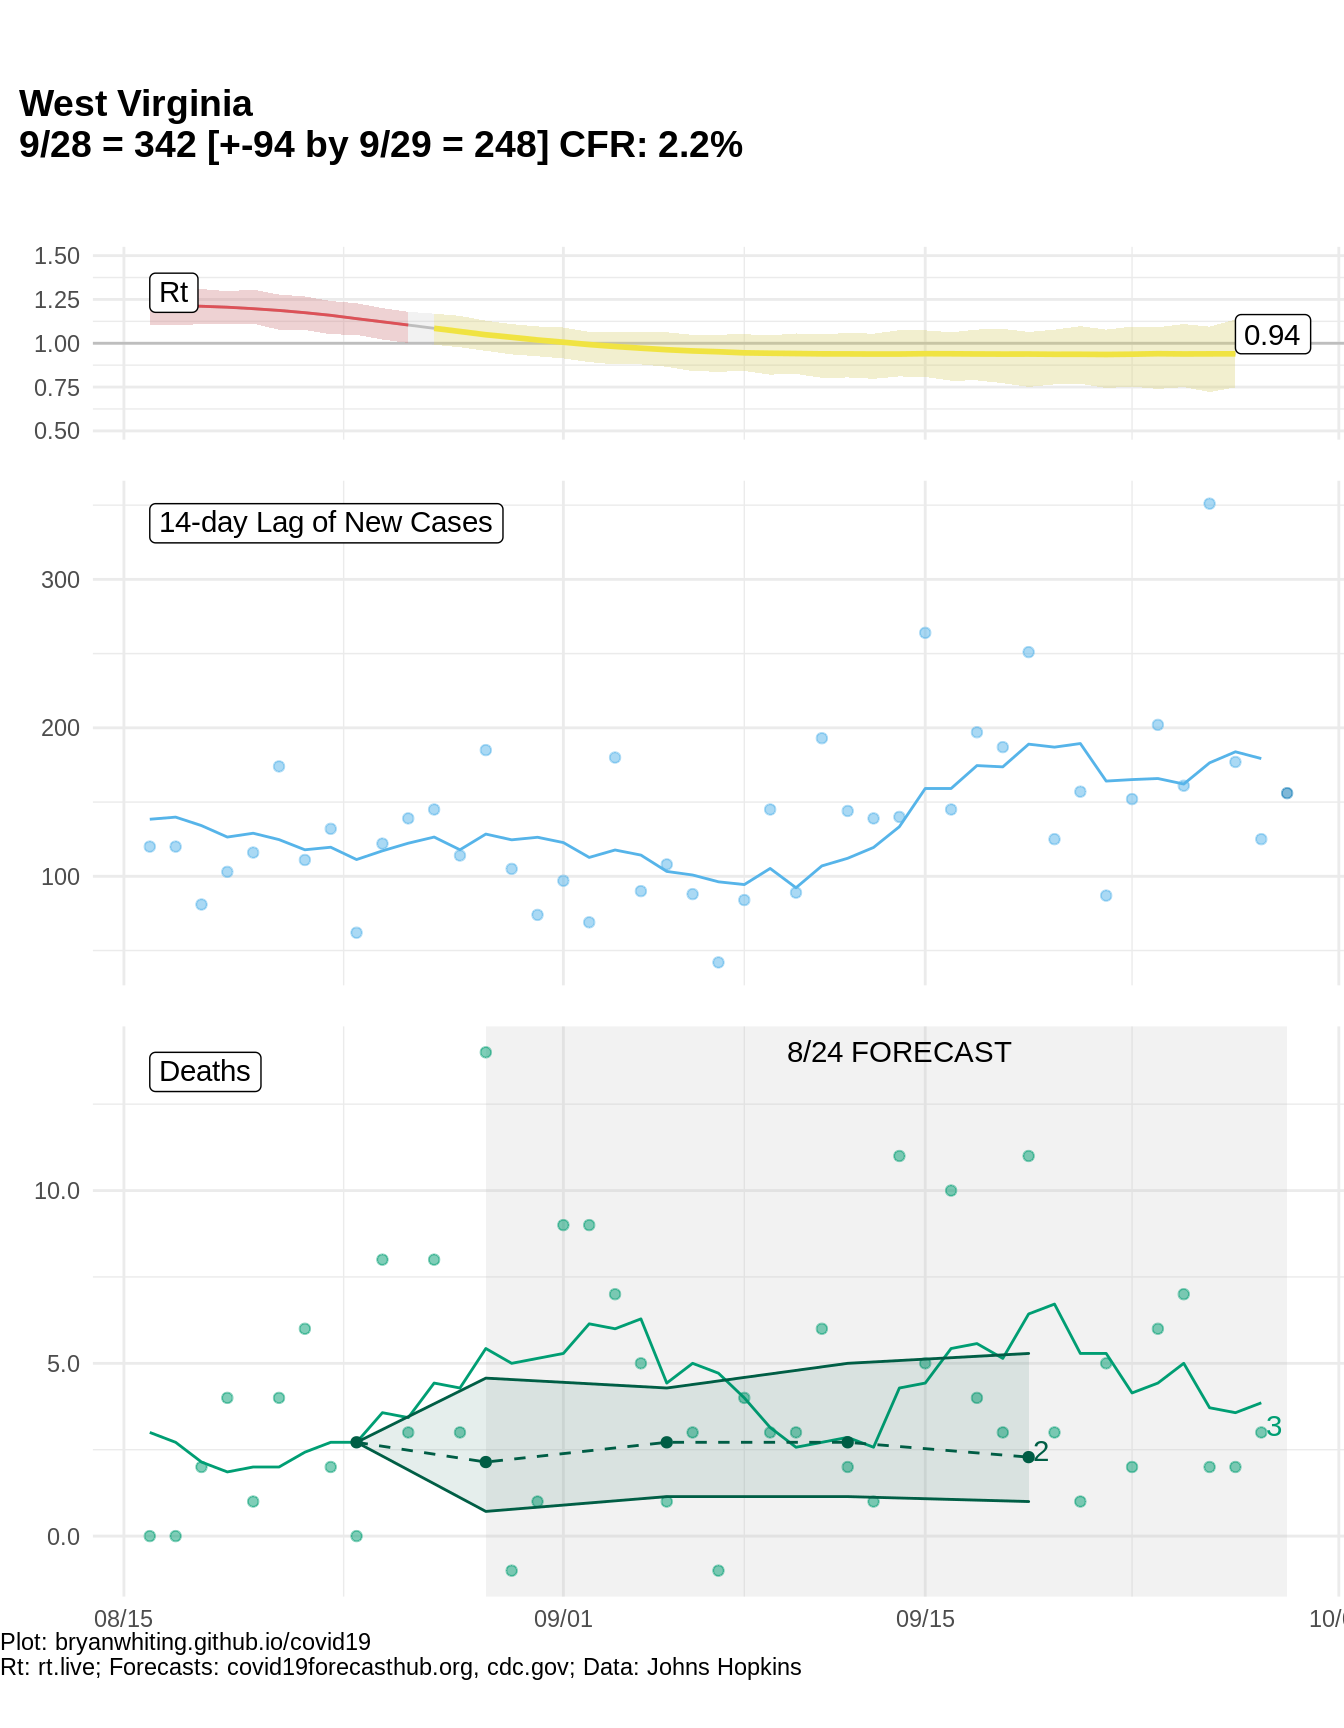 West Virginia
9/28 = 342 [+-94 by 9/29 = 248] CFR: 2.2%
1.50
1.25
1.00
0.75
0.50
Rt
0.94
14-day Lag of New Cases
300
200
100
Deaths
8/24 FORECAST
10.0
5.0
0.0
3
2
08/15
09/01
09/15
10/
Plot: bryanwhiting.github.io/covid19
Rt: rt.live; Forecasts: covid19forecasthub.org, cdc.gov; Data: Johns Hopkins